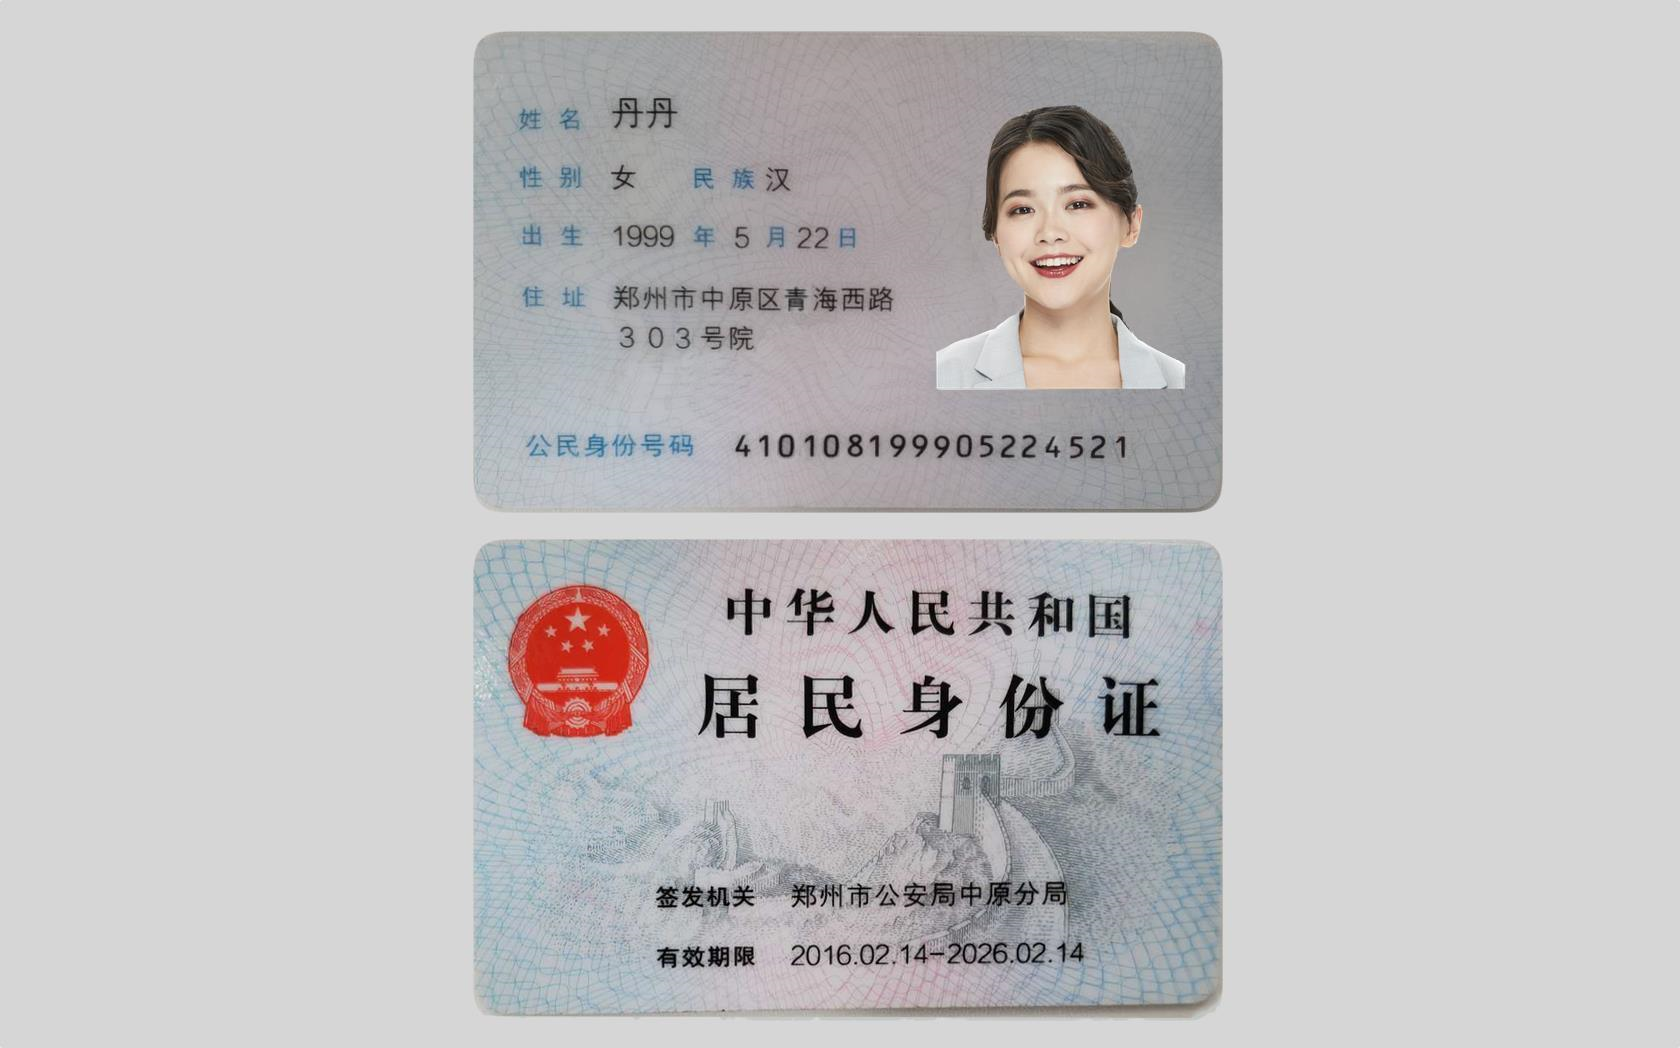 姓名 丹丹
性别 女 民族 汉
出生 1999 年 5 月 22 日
住址 郑州市中原区青海西路
303号院
公民身份号码 410108199905224521
中华人民共和国
居民身份证
签发机关 郑州市公安局中原分局
有效期限 2016.02.14-2026.02.14